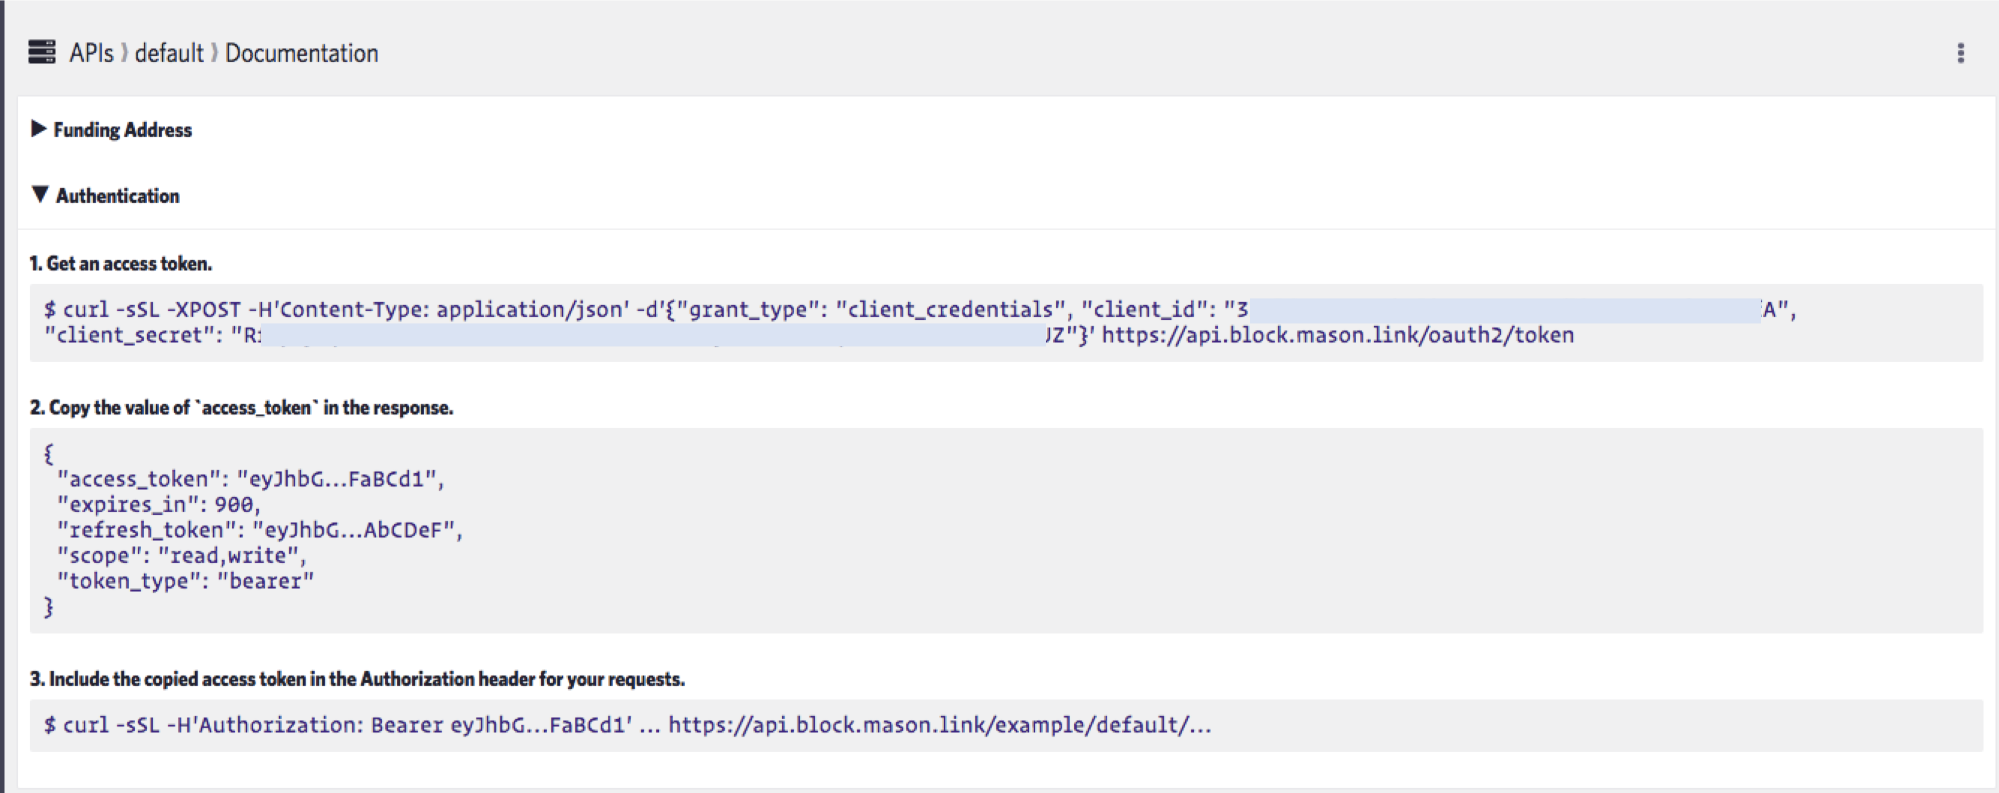 APIs ⟩ default ⟩ Documentation
▶ Funding Address
▼ Authentication
1. Get an access token.
$ curl -sSL -XPOST -H'Content-Type: application/json' -d'{"grant_type": "client_credentials", "client_id": "3 A",
"client_secret": "R JZ"}' https://api.block.mason.link/oauth2/token
2. Copy the value of `access_token` in the response.
{
"access_token": "eyJhbG...FaBCd1",
"expires_in": 900,
"refresh_token": "eyJhbG...AbCDeF",
"scope": "read,write",
"token_type": "bearer"
}
3. Include the copied access token in the Authorization header for your requests.
$ curl -sSL -H'Authorization: Bearer eyJhbG...FaBCd1' ... https://api.block.mason.link/example/default/...